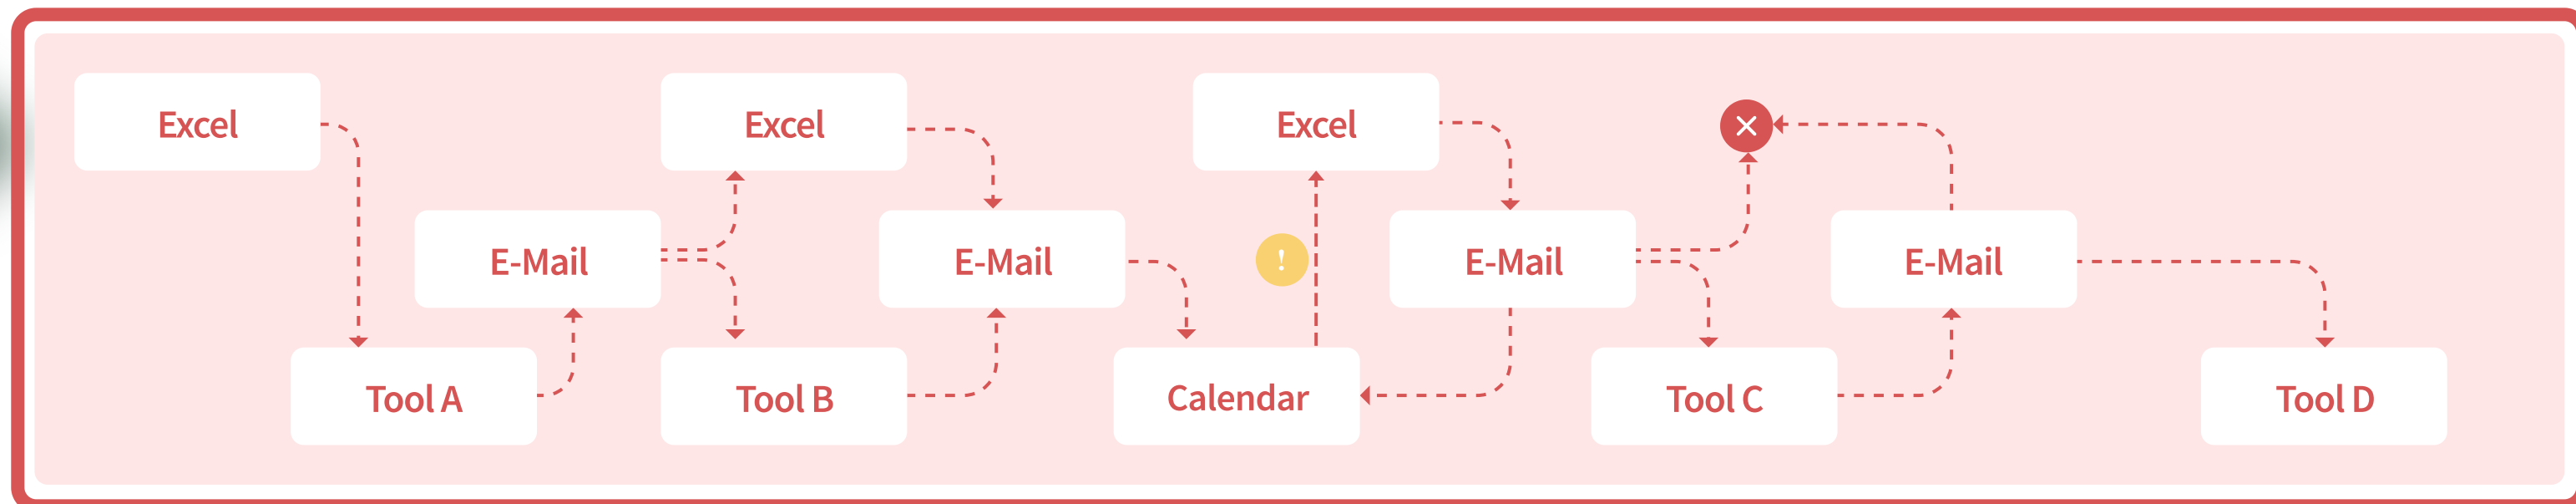 Excel
Excel
Excel
E-Mail
E-Mail
!
E-Mail
E-Mail
Tool A
Tool B
Calendar
Tool C
Tool D